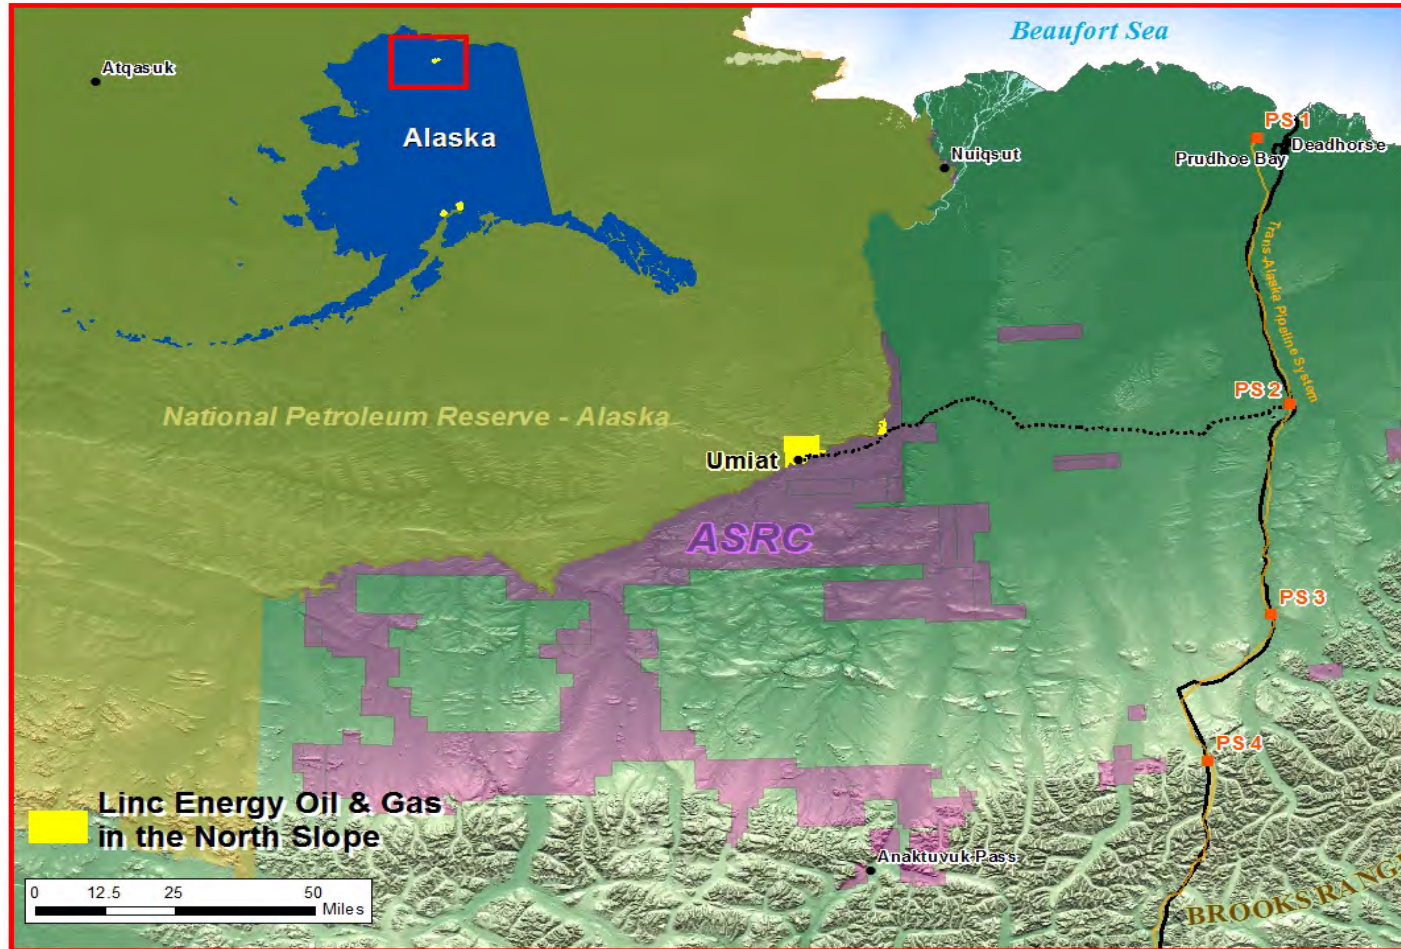 Beaufort Sea
Atqasuk
Alaska
PS 1
Deadhorse
Prudhoe Bay
Nuiqsut
Trans-Alaska Pipeline System
PS 2
National Petroleum Reserve - Alaska
Umiat
ASRC
PS 3
PS 4
Linc Energy Oil & Gas
in the North Slope
Anaktuvuk Pass
0 12.5 25 50
Miles
BROOKS RANG